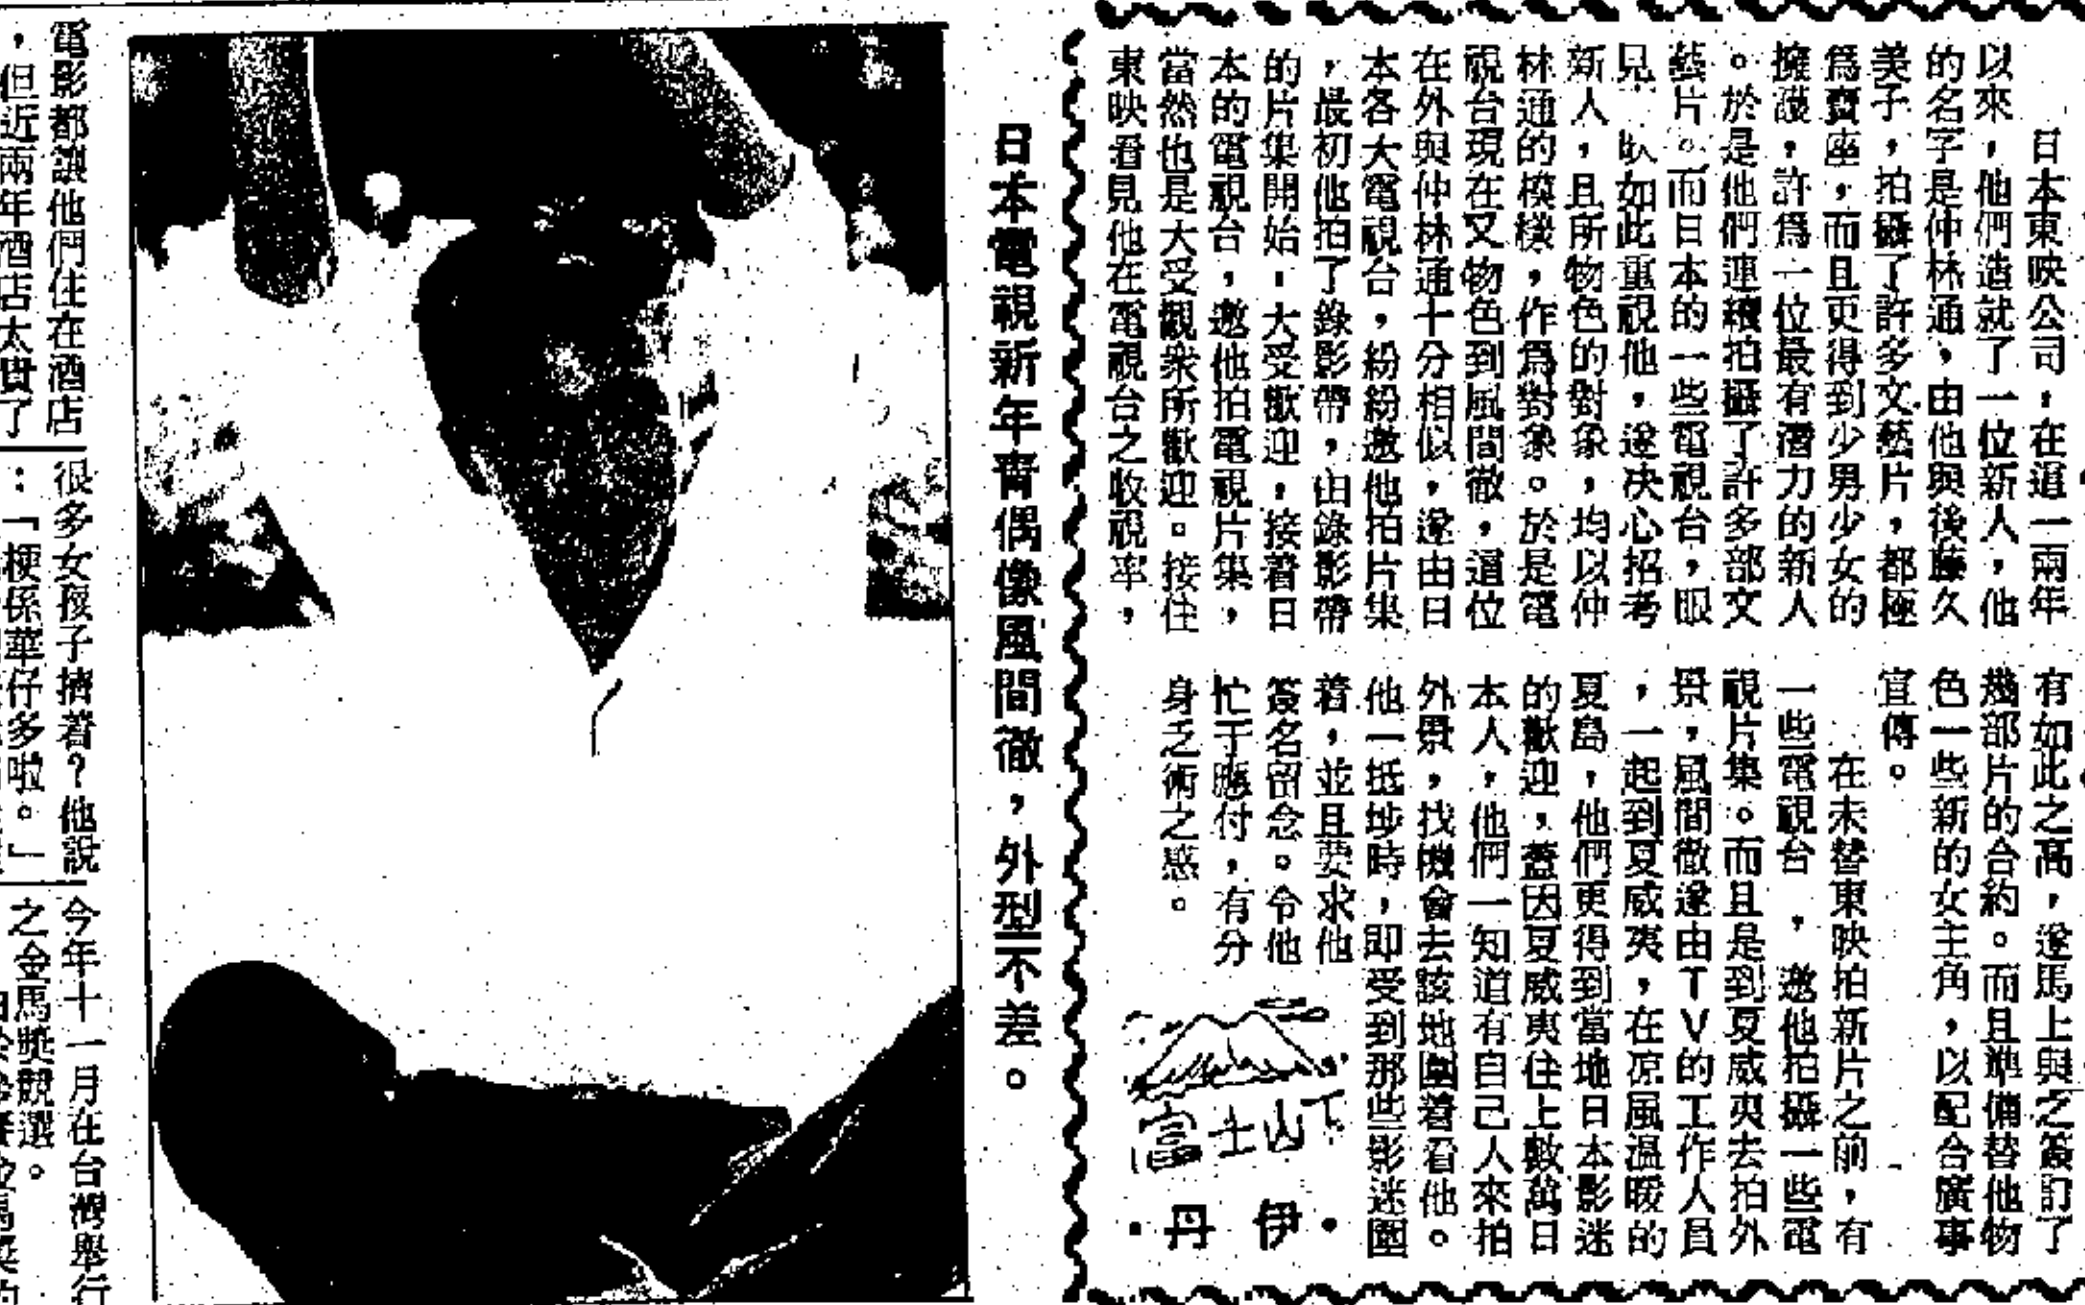 日本東映公司，在這一兩年
以來，他們造就了一位新人，他
的名字是仲林通，由他與後藤久
美子，拍攝了許多文藝片，都極
爲賣座，而且更得到少男少女的
擁護，許爲一位最有潛力的新人
。於是他們連續拍攝了許多部文
藝片。而日本的一些電視台，眼
見 如此重視他，遂决心招考
新人，且所物色的對象，均以仲
林通的模樣，作爲對象。於是電
視台現在又物色到風間徹，這位
在外與仲林通十分相似，遂由日
本各大電視台，紛紛邀他拍片集
，最初他拍了錄影帶，由錄影帶
的片集開始，大受歡迎，接着日
本的電視台，邀他拍電視片集，
當然也是大受觀衆所歡迎。接住
東映看見他在電視台之收視率，
有如此之高，遂馬上與之簽訂了
幾部片的合約。而且準備替他物
色一些新的女主角，以配合廣事
宣傳。
在未替東映拍新片之前，有
一些電視台，邀他拍攝一些電
視片集。而且是到夏威夷去拍外
景，風間徹遂由ＴＶ的工作人員
，一起到夏威夷，在凉風温暖的
夏島，他們更得到當地日本影迷
的歡迎，蓋因夏威夷住上數萬日
本人，他們一知道有自己人來拍
外景，找機會去該地圍着看他。
他一抵埗時，即受到那些影迷圍
着，並且要求他
簽名留念。令他
忙于應付，有分
身乏術之感。
富士山下
·伊丹·
日本電視新年青偶像風間徹，外型不差。
電影都讓他們住在酒店
，但近兩年酒店太貴了
很多女孩子擠着？他說
：「梗係華仔多啦。」
今年十一月在台灣舉行
之金馬獎競選。